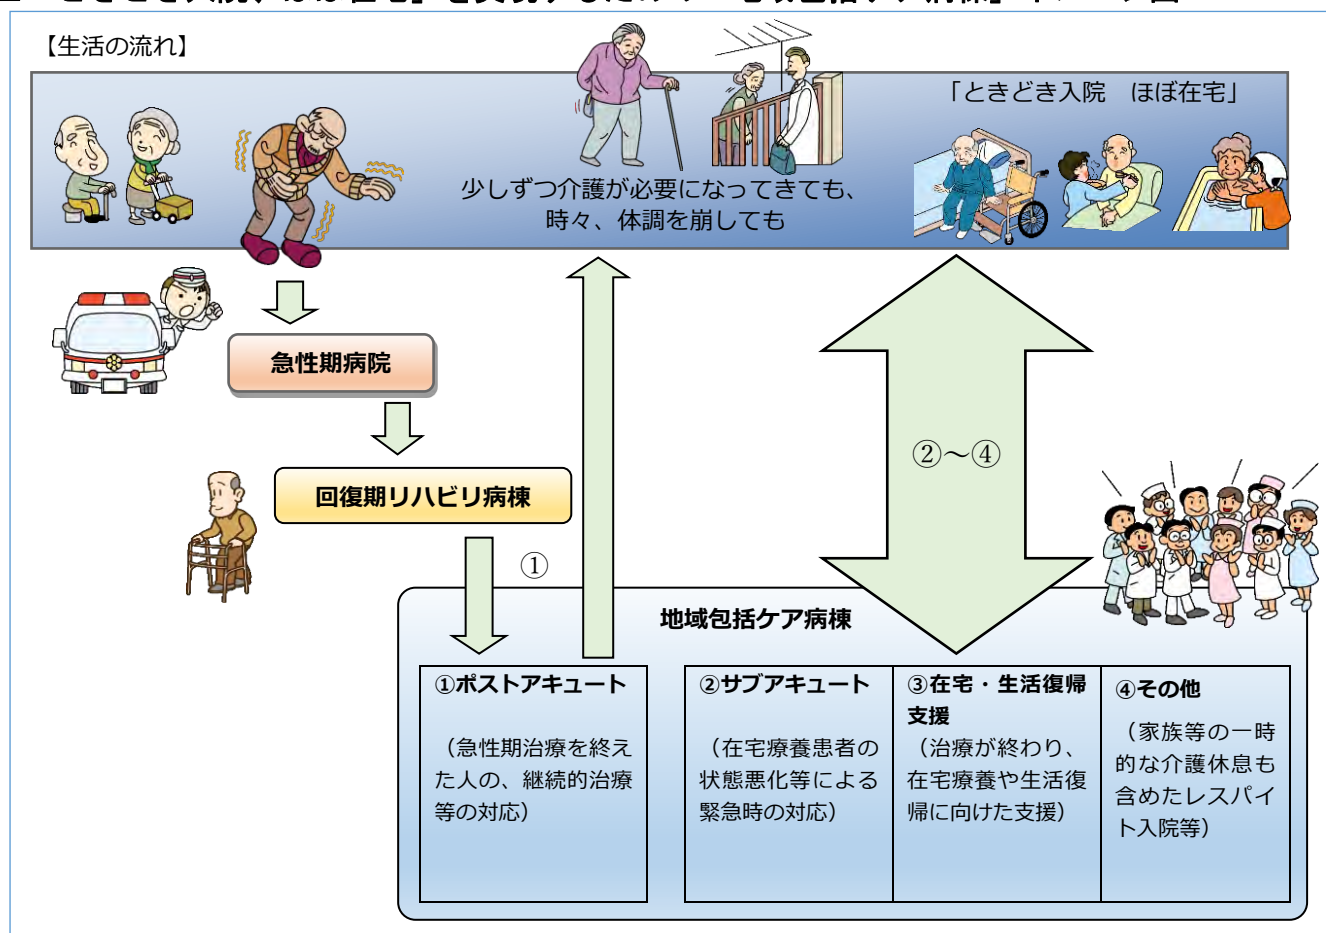 【生活の流れ】
「ときどき入院　ほぼ在宅」
少しずつ介護が必要になってきても、
時々、体調を崩しても
急性期病院
回復期リハビリ病棟
①
②～④
地域包括ケア病棟
①ポストアキュート
（急性期治療を終え
た人の、継続的治療
等の対応）
②サブアキュート
（在宅療養患者の
状態悪化等による
緊急時の対応）
③在宅・生活復帰
支援
（治療が終わり、
在宅療養や生活復
帰に向けた支援）
④その他
（家族等の一時
的な介護休息も
含めたレスパイ
ト入院等）